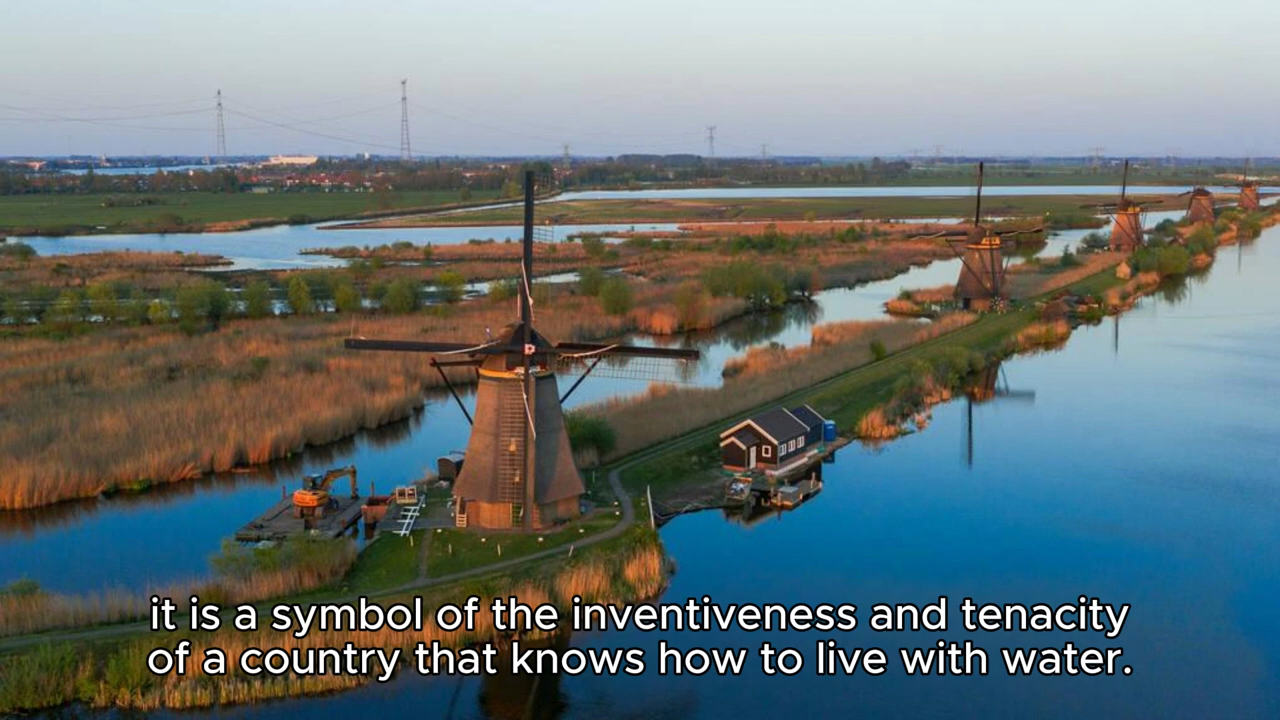 it is a symbol of the inventiveness and tenacity
of a country that knows how to live with water.